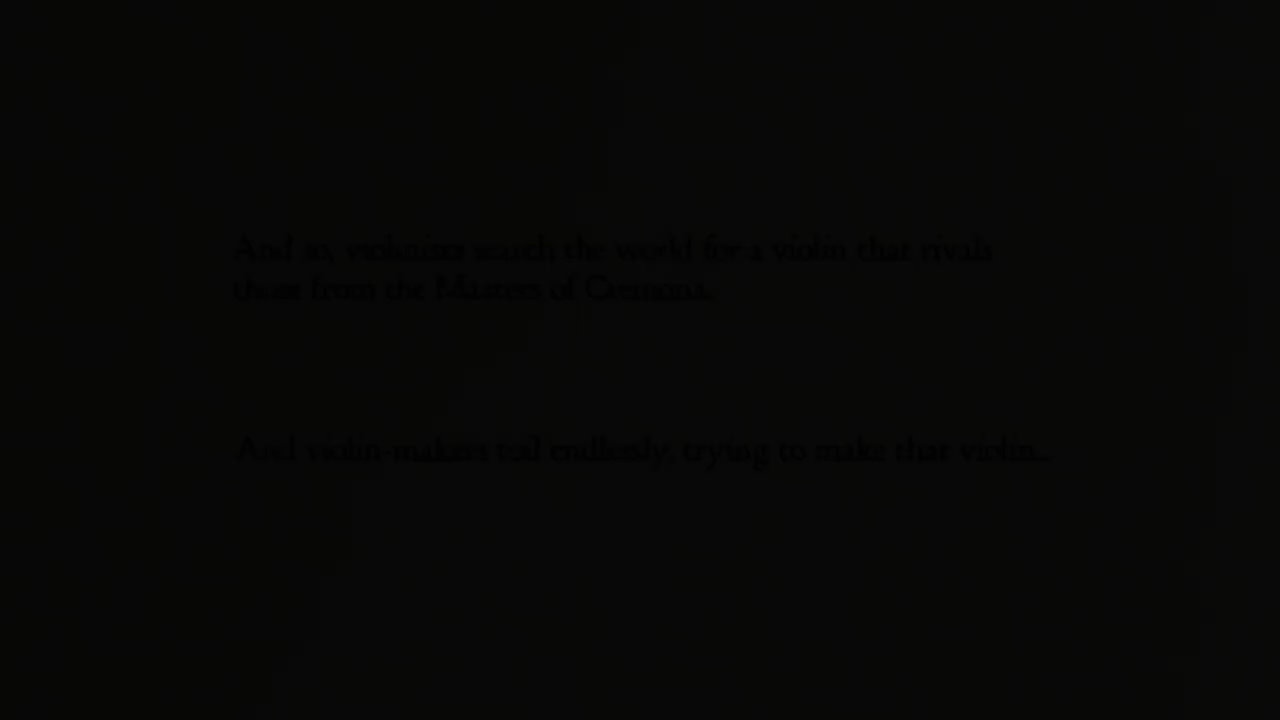 And so, violinists search the world for a violin that rivals
those from the Masters of Cremona.
And violin-makers toil endlessly, trying to make that violin...